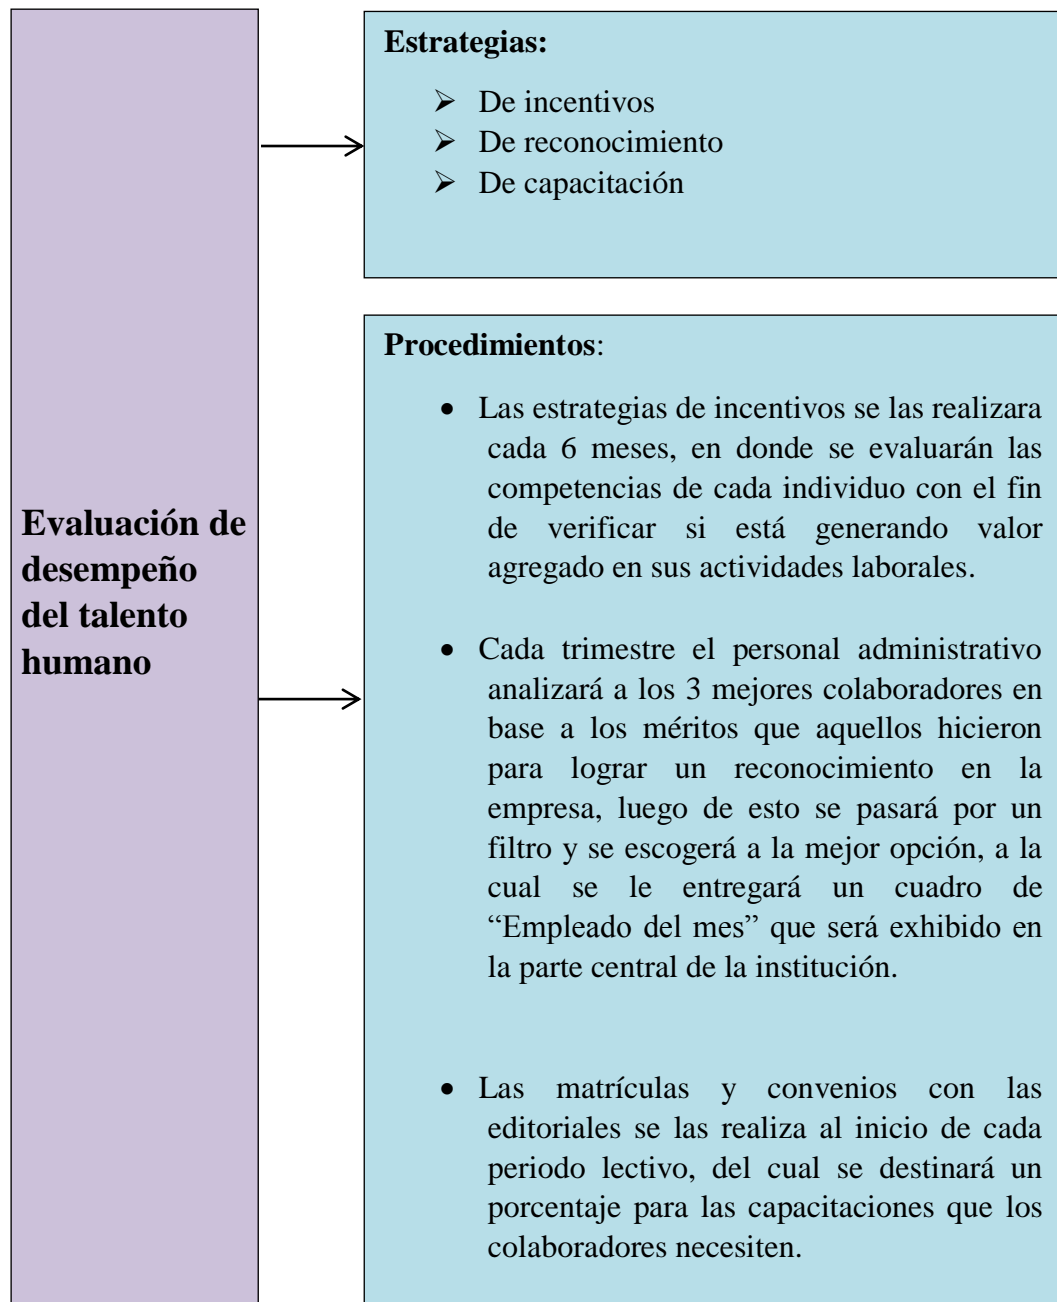 Evaluación de
desempeño
del talento
humano
Estrategias:
➢ De incentivos
➢ De reconocimiento
➢ De capacitación
Procedimientos:
• Las estrategias de incentivos se las realizara
cada 6 meses, en donde se evaluarán las
competencias de cada individuo con el fin
de verificar si está generando valor
agregado en sus actividades laborales.
• Cada trimestre el personal administrativo
analizará a los 3 mejores colaboradores en
base a los méritos que aquellos hicieron
para lograr un reconocimiento en la
empresa, luego de esto se pasará por un
filtro y se escogerá a la mejor opción, a la
cual se le entregará un cuadro de
“Empleado del mes” que será exhibido en
la parte central de la institución.
• Las matrículas y convenios con las
editoriales se las realiza al inicio de cada
periodo lectivo, del cual se destinará un
porcentaje para las capacitaciones que los
colaboradores necesiten.